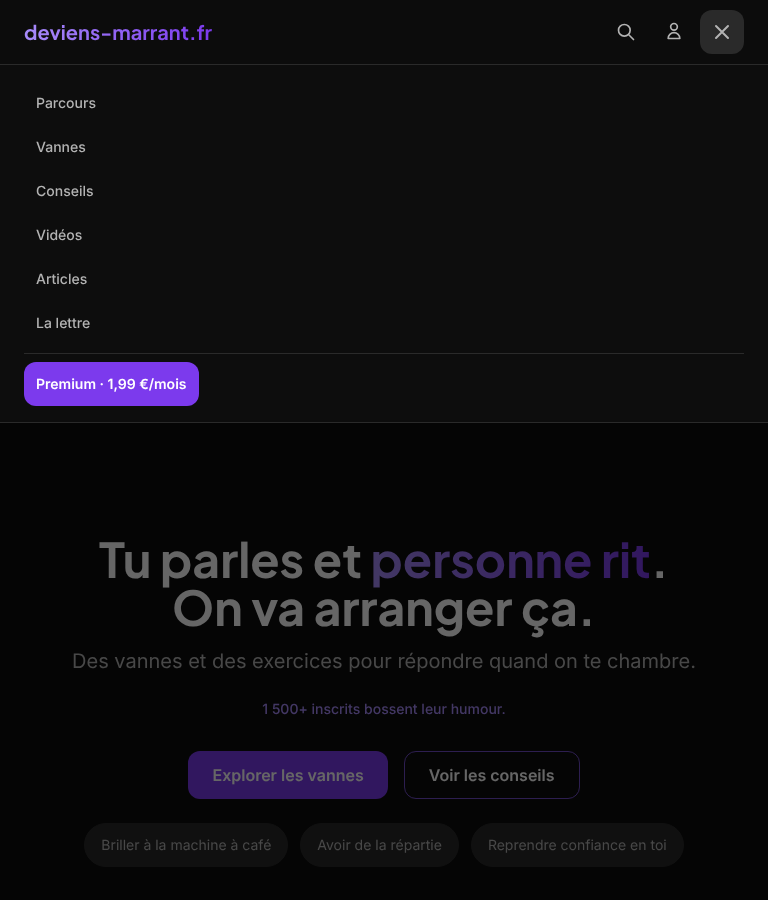 deviens-marrant.fr
Parcours
Vannes
Conseils
Vidéos
Articles
La lettre
Premium · 1,99 €/mois
Tu parles et personne rit.
On va arranger ça.
Des vannes et des exercices pour répondre quand on te chambre.
1 500+ inscrits bossent leur humour.
Explorer les vannes
Voir les conseils
Briller à la machine à café
Avoir de la répartie
Reprendre confiance en toi